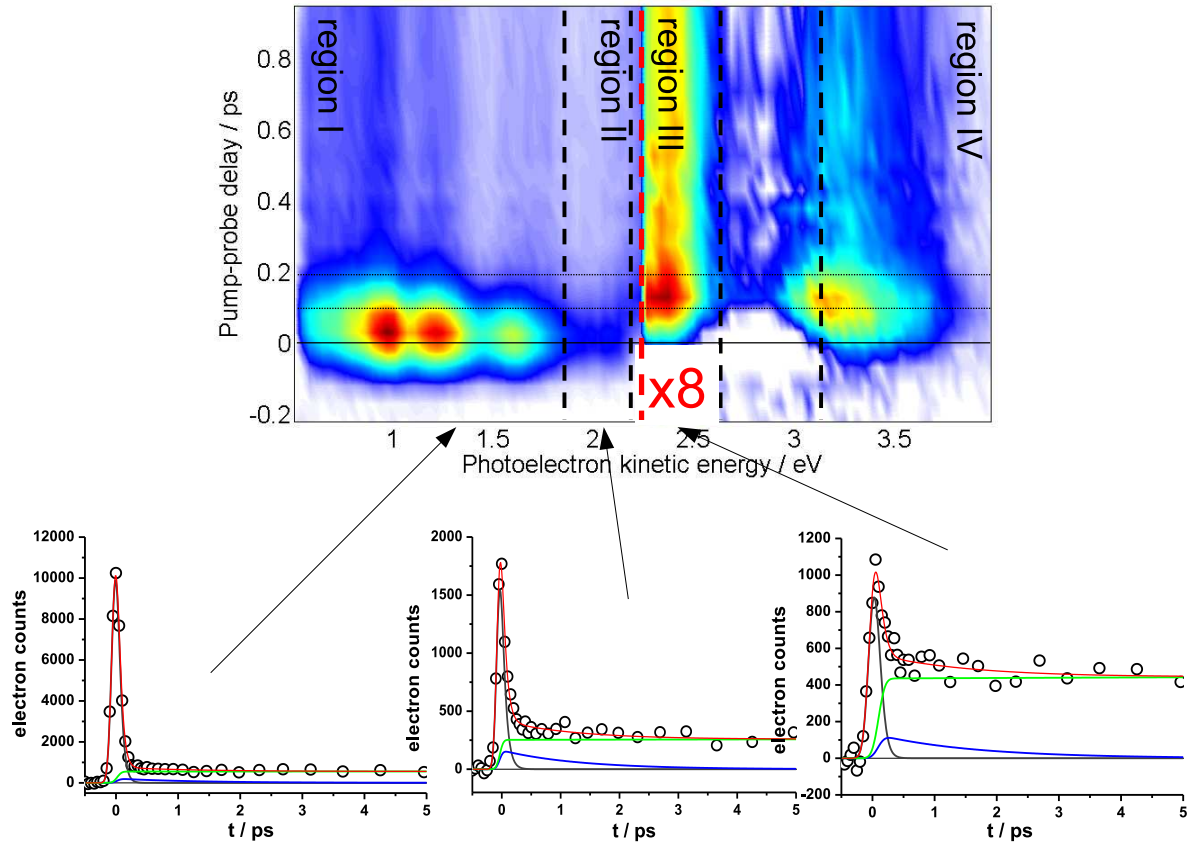 region I
region II
region III
region IV
Pump-probe delay / ps
0.8
0.6
0.4
0.2
0
-0.2
x8
1 1.5 2 2.5 3 3.5
Photoelectron kinetic energy / eV
electron counts
12000
10000
8000
6000
4000
2000
0
0 1 2 3 4 5
t / ps
electron counts
2000
1500
1000
500
0
0 1 2 3 4 5
t / ps
electron counts
1200
1000
800
600
400
200
0
-200
0 1 2 3 4 5
t / ps